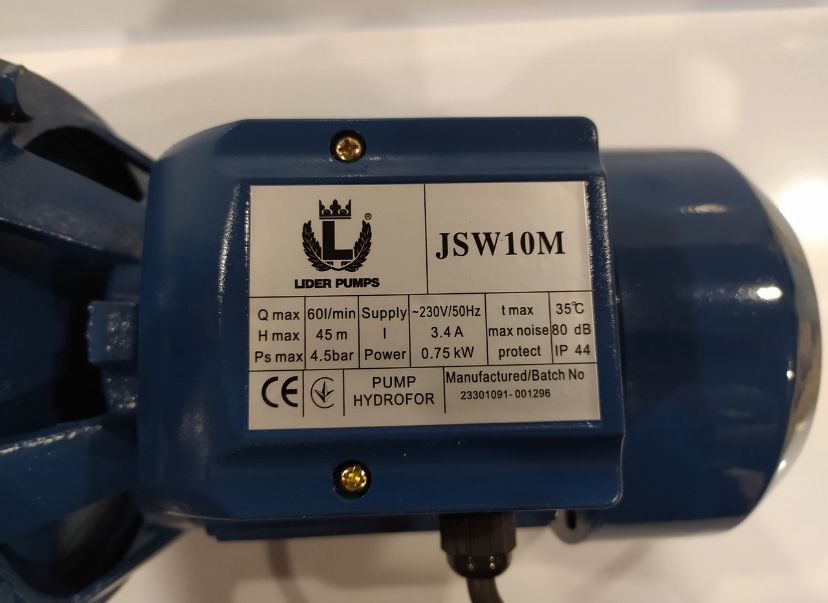 L ®
LIDER PUMPS
JSW10M
Q max 60l/min Supply ~230V/50Hz t max 35℃
H max 45 m I 3.4 A max noise 80 dB
Ps max 4.5bar Power 0.75 kW protect IP 44
CE
PUMP
HYDROFOR
Manufactured/Batch No
23301091-001296